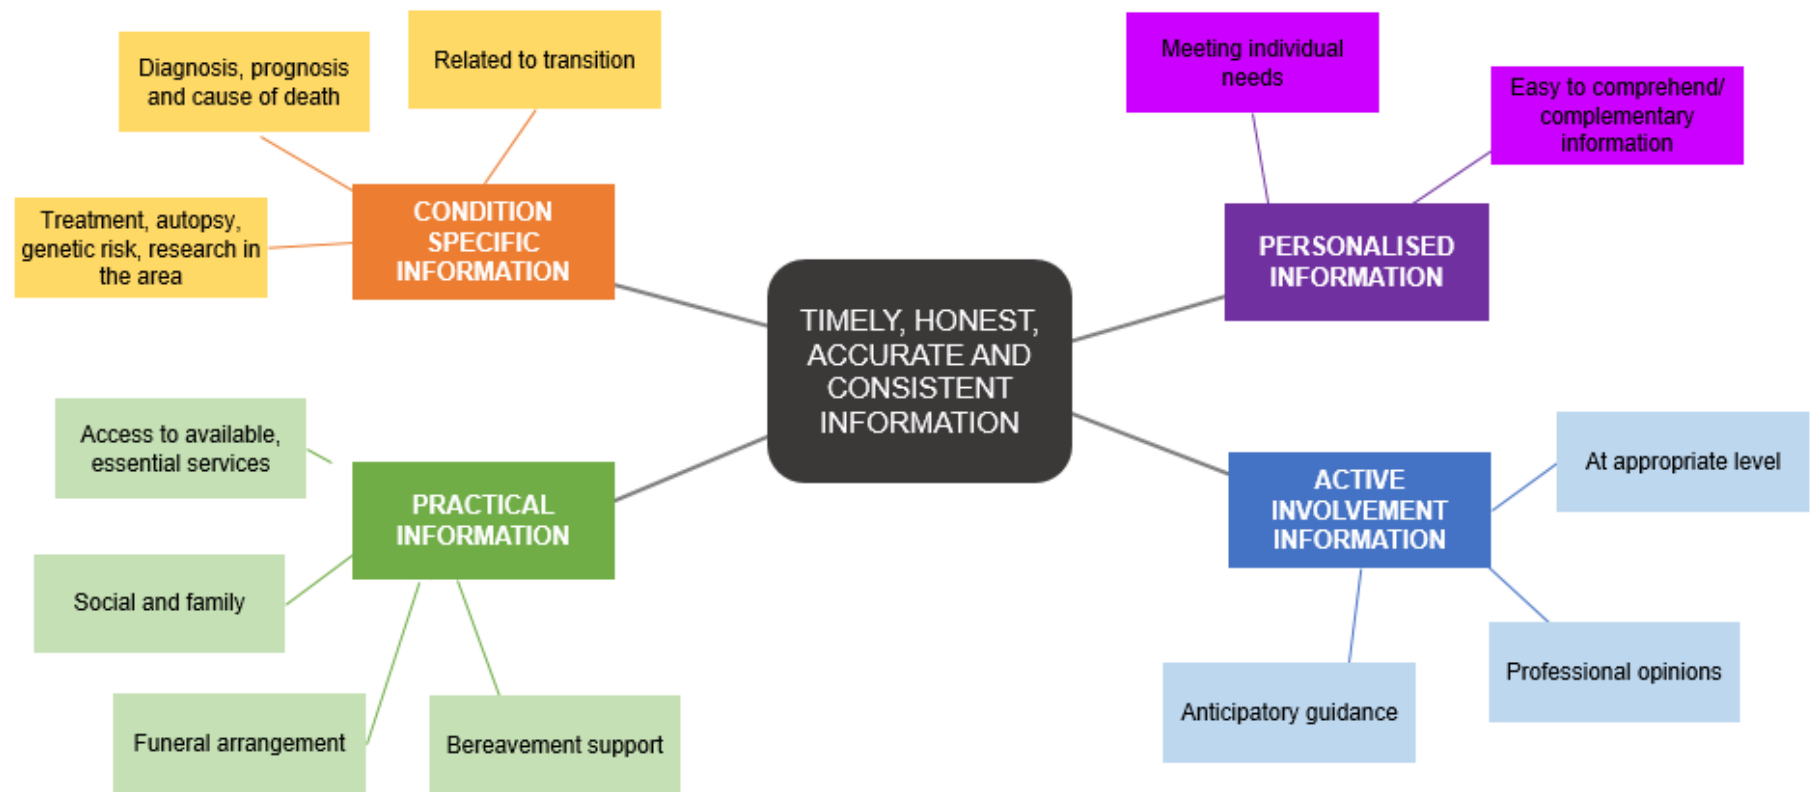 Diagnosis, prognosis
and cause of death
Related to transition
Treatment, autopsy,
genetic risk, research in
the area
CONDITION
SPECIFIC
INFORMATION
Meeting individual
needs
Easy to comprehend/
complementary
information
PERSONALISED
INFORMATION
TIMELY, HONEST,
ACCURATE AND
CONSISTENT
INFORMATION
Access to available,
essential services
PRACTICAL
INFORMATION
Social and family
Funeral arrangement
Bereavement support
ACTIVE
INVOLVEMENT
INFORMATION
At appropriate level
Professional opinions
Anticipatory guidance